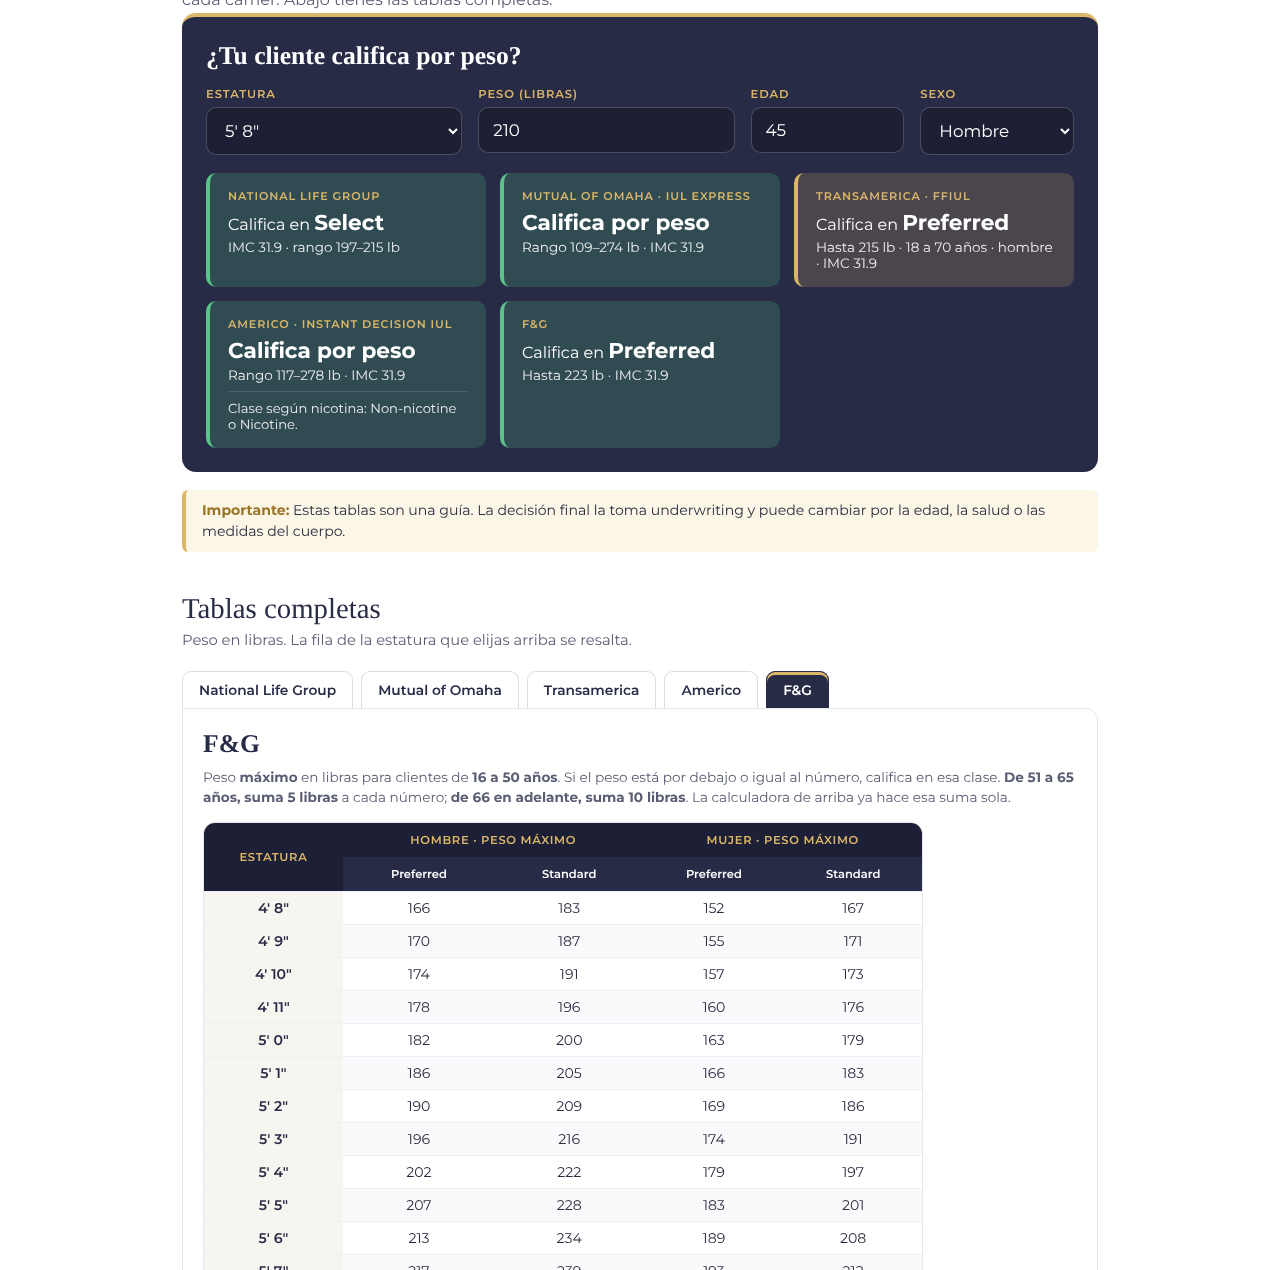 cada carrier. Abajo tienes las tablas completas.
¿Tu cliente califica por peso?
ESTATURA PESO (LIBRAS) EDAD SEXO
5' 8" 210 45 Hombre
NATIONAL LIFE GROUP
Califica en Select
IMC 31.9 · rango 197–215 lb
MUTUAL OF OMAHA · IUL EXPRESS
Califica por peso
Rango 109–274 lb · IMC 31.9
TRANSAMERICA · FFIUL
Califica en Preferred
Hasta 215 lb · 18 a 70 años · hombre
· IMC 31.9
AMERICO · INSTANT DECISION IUL
Califica por peso
Rango 117–278 lb · IMC 31.9
Clase según nicotina: Non-nicotine
o Nicotine.
F&G
Califica en Preferred
Hasta 223 lb · IMC 31.9
Importante: Estas tablas son una guía. La decisión final la toma underwriting y puede cambiar por la edad, la salud o las
medidas del cuerpo.
Tablas completas
Peso en libras. La fila de la estatura que elijas arriba se resalta.
National Life Group Mutual of Omaha Transamerica Americo F&G
F&G
Peso máximo en libras para clientes de 16 a 50 años. Si el peso está por debajo o igual al número, califica en esa clase. De 51 a 65
años, suma 5 libras a cada número; de 66 en adelante, suma 10 libras. La calculadora de arriba ya hace esa suma sola.
ESTATURA HOMBRE · PESO MÁXIMO MUJER · PESO MÁXIMO
Preferred Standard Preferred Standard
4' 8" 166 183 152 167
4' 9" 170 187 155 171
4' 10" 174 191 157 173
4' 11" 178 196 160 176
5' 0" 182 200 163 179
5' 1" 186 205 166 183
5' 2" 190 209 169 186
5' 3" 196 216 174 191
5' 4" 202 222 179 197
5' 5" 207 228 183 201
5' 6" 213 234 189 208
5' 7" 217 239 193 212